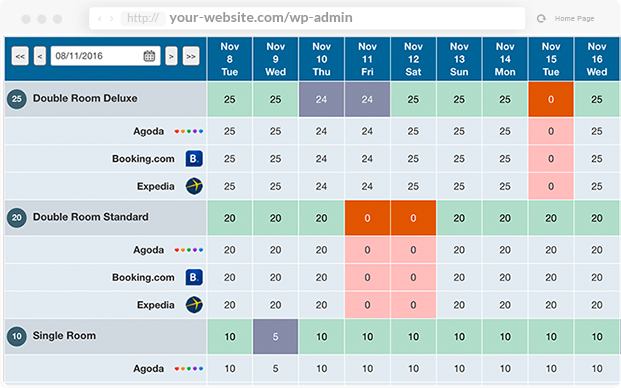 http:// your-website.com/wp-admin Home Page
<< < 08/11/2016 > >> Nov 8 Tue Nov 9 Wed Nov 10 Thu Nov 11 Fri Nov 12 Sat Nov 13 Sun Nov 14 Mon Nov 15 Tue Nov 16 Wed
25 Double Room Deluxe 25 25 24 24 25 25 25 0 25
Agoda 25 25 24 24 25 25 25 0 25
Booking.com B. 25 25 24 24 25 25 25 0 25
Expedia 25 25 24 24 25 25 25 0 25
20 Double Room Standard 20 20 20 0 0 20 20 20 20
Agoda 20 20 20 0 0 20 20 20 20
Booking.com B. 20 20 20 0 0 20 20 20 20
Expedia 20 20 20 0 0 20 20 20 20
10 Single Room 10 5 10 10 10 10 10 10 10
Agoda 10 5 10 10 10 10 10 10 10